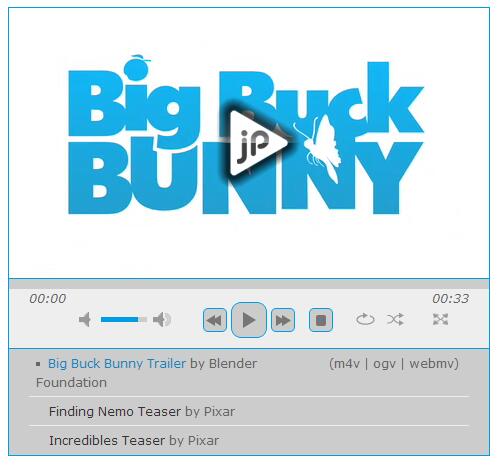 Big Buck
BUNNY
jp
00:00 00:33
Big Buck Bunny Trailer by Blender (m4v | ogv | webmv)
Foundation
Finding Nemo Teaser by Pixar
Incredibles Teaser by Pixar